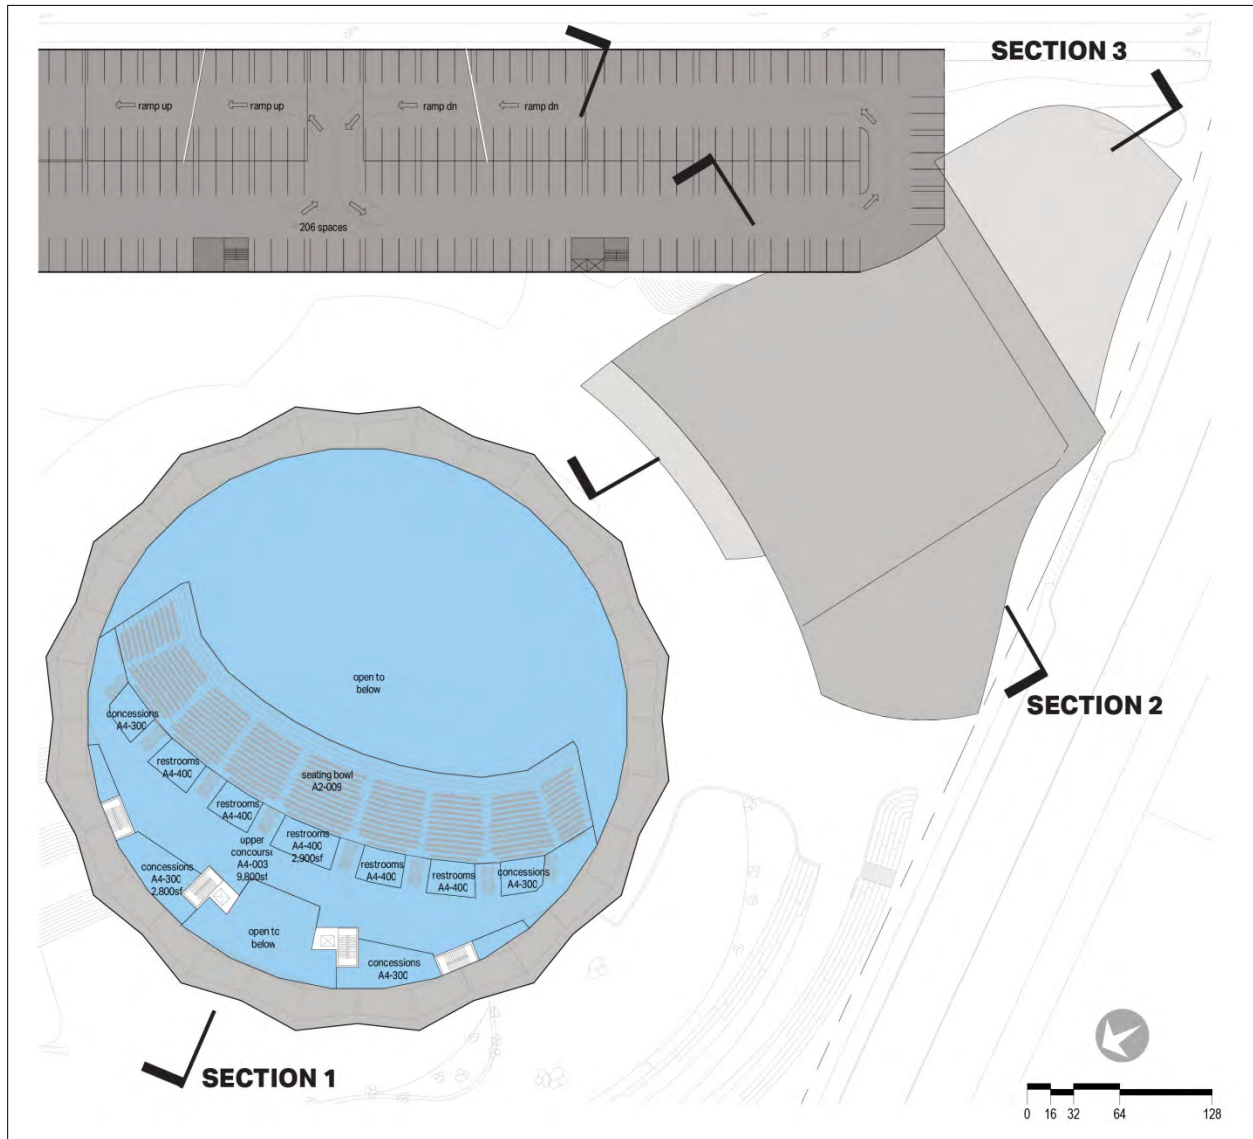 SECTION 3
ramp up
ramp up
ramp dn
ramp dn
206 spaces
open to
below
SECTION 2
concessions
A4-300
restrooms
A4-400
seating bowl
A2-009
restrooms
A4-400
restrooms
A4-400
2,900sf
upper
concourse
A4-003
9,800sf
restrooms
A4-400
restrooms
A4-400
concessions
A4-300
concessions
A4-300
2,800sf
open to
below
concessions
A4-300
SECTION 1
0 16 32 64 128